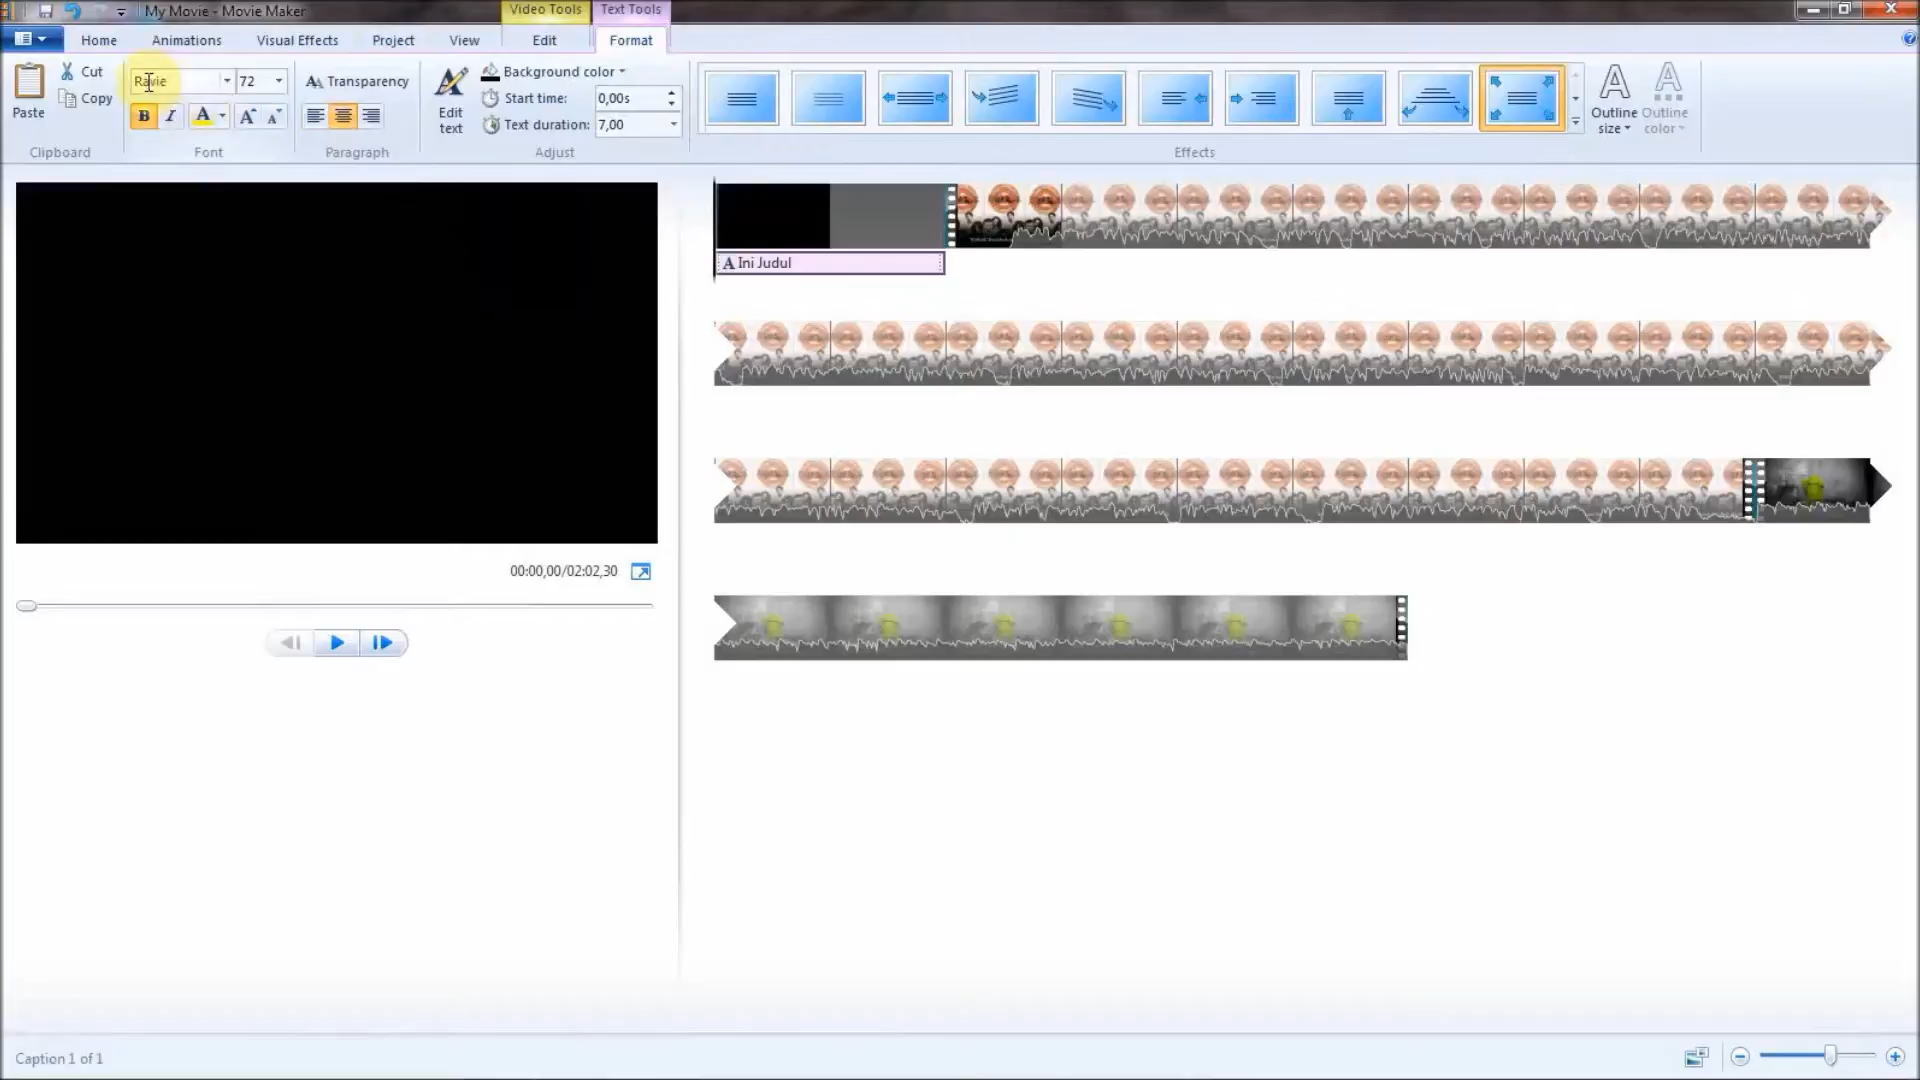 My Movie - Movie Maker
Video Tools
Text Tools
Home
Animations
Visual Effects
Project
View
Edit
Format
Paste
Cut
Copy
Clipboard
Ravie
72
B I A A A
Font
Transparency
Paragraph
Edit text
Background color
Start time: 0,00s
Text duration: 7,00
Adjust
Effects
Outline size
Outline color
A Ini Judul
00:00,00/02:02,30
Caption 1 of 1